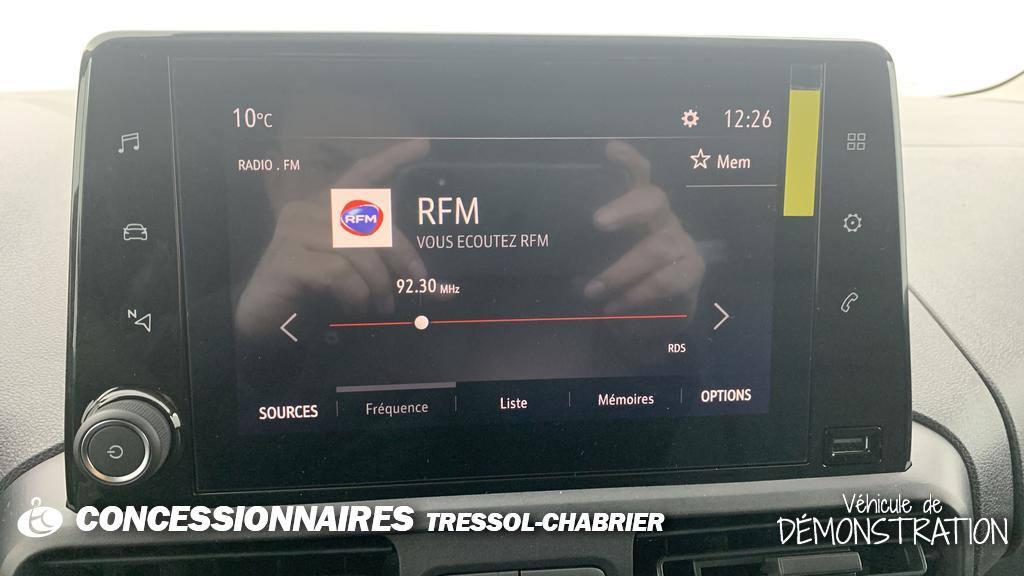 10°C
12:26
RADIO . FM
Mem
RFM
RFM
VOUS ECOUTEZ RFM
92.30 MHz
N
RDS
SOURCES
Fréquence
Liste
Mémoires
OPTIONS
CONCESSIONNAIRES TRESSOL-CHABRIER
Véhicule de
DÉMONSTRATION